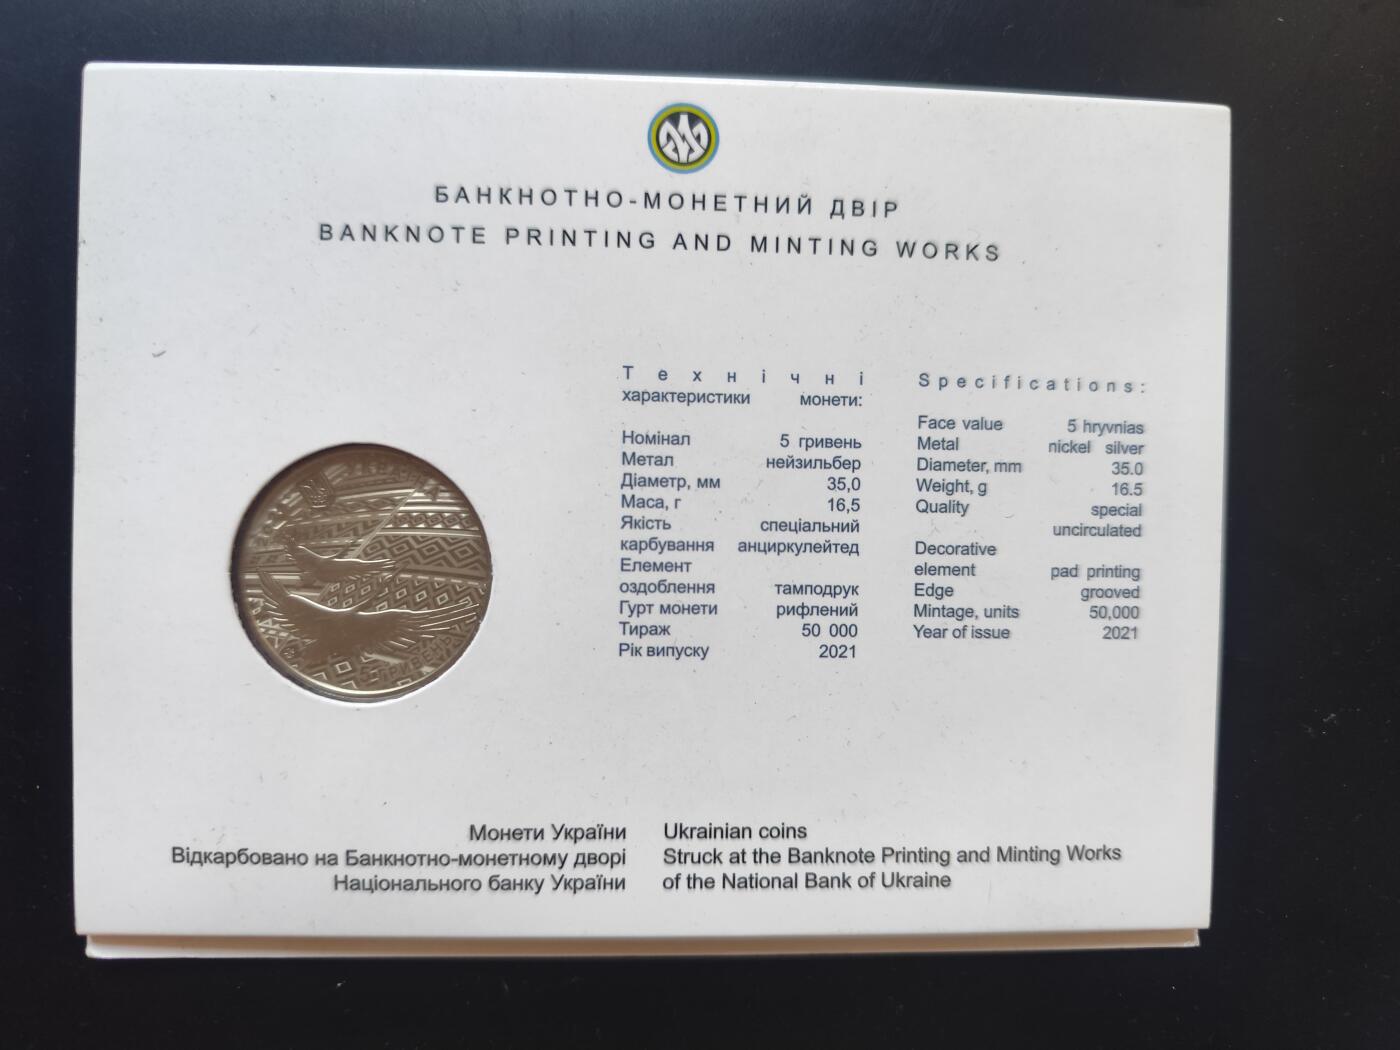 БАНКНОТНО-МОНЕТНИЙ ДВІР
BANKNOTE PRINTING AND MINTING WORKS
Технічні
характеристики монети:
Номінал 5 гривень
Метал нейзильбер
Діаметр, мм 35,0
Маса, г 16,5
Якість спеціальний
карбування анциркулейтед
Елемент
оздоблення тамподрук
Гурт монети рифлений
Тираж 50 000
Рік випуску 2021
Specifications:
Face value 5 hryvnias
Metal nickel silver
Diameter, mm 35.0
Weight, g 16.5
Quality special
uncirculated
Decorative
element pad printing
Edge grooved
Mintage, units 50,000
Year of issue 2021
5 ГРИВЕНЬ
Монети України
Відкарбовано на Банкнотно-монетному дворі
Національного банку України
Ukrainian coins
Struck at the Banknote Printing and Minting Works
of the National Bank of Ukraine